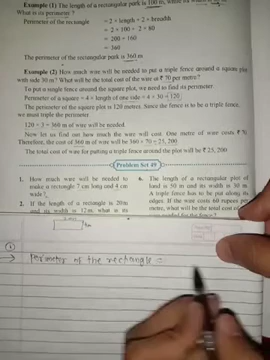 Example (1) The length of a rectangular park is 100 m, while its
What is its perimeter?
Perimeter of the rectangle = 2 × length + 2 × breadth
= 2 × 100 + 2 × 80
= 200 + 160
= 360
The perimeter of the rectangular park is 360 m
Example (2) How much wire will be needed to put a triple fence around a square plot
with side 30 m? What will be the total cost of the wire at ₹ 70 per metre?
To put a single fence around the square plot, we need to find its perimeter.
Perimeter of a square = 4 × length of one side = 4 × 30 = 120
The perimeter of the square plot is 120 metres. Since the fence is to be a triple fence,
we must triple the perimeter
120 × 3 = 360 m of wire will be needed.
Now let us find out how much the wire will cost. One metre of wire costs ₹ 70
Therefore, the cost of 360 m of wire will be 360 × 70 = 25,200
The total cost of wire for putting a triple fence around the plot will be ₹ 25,200
Problem Set 49
1. How much wire will be needed to
make a rectangle 7 cm long and 4 cm
wide
2. If the length of a rectangle is 20 m
and its width is 12 m, what is its
6. The length of a rectangular plot of
land is 50 m and its width is 30 m.
A triple fence has to be put along its
edges. If the wire costs 60 rupees per
metre, what will be the total cost of
①
→ Perimeter of the rectangle =